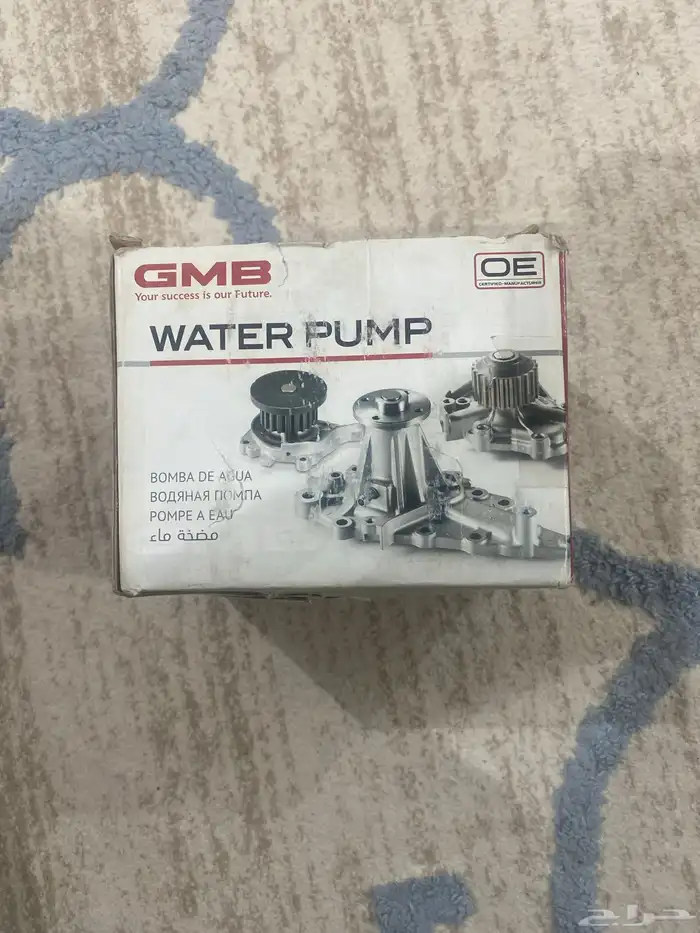 GMB
Your success is our Future.
OE
CERTIFIED-MANUFACTURER
WATER PUMP
BOMBA DE AGUA
ВОДЯНАЯ ПОМПА
POMPE A EAU
مضخة ماء
حراج